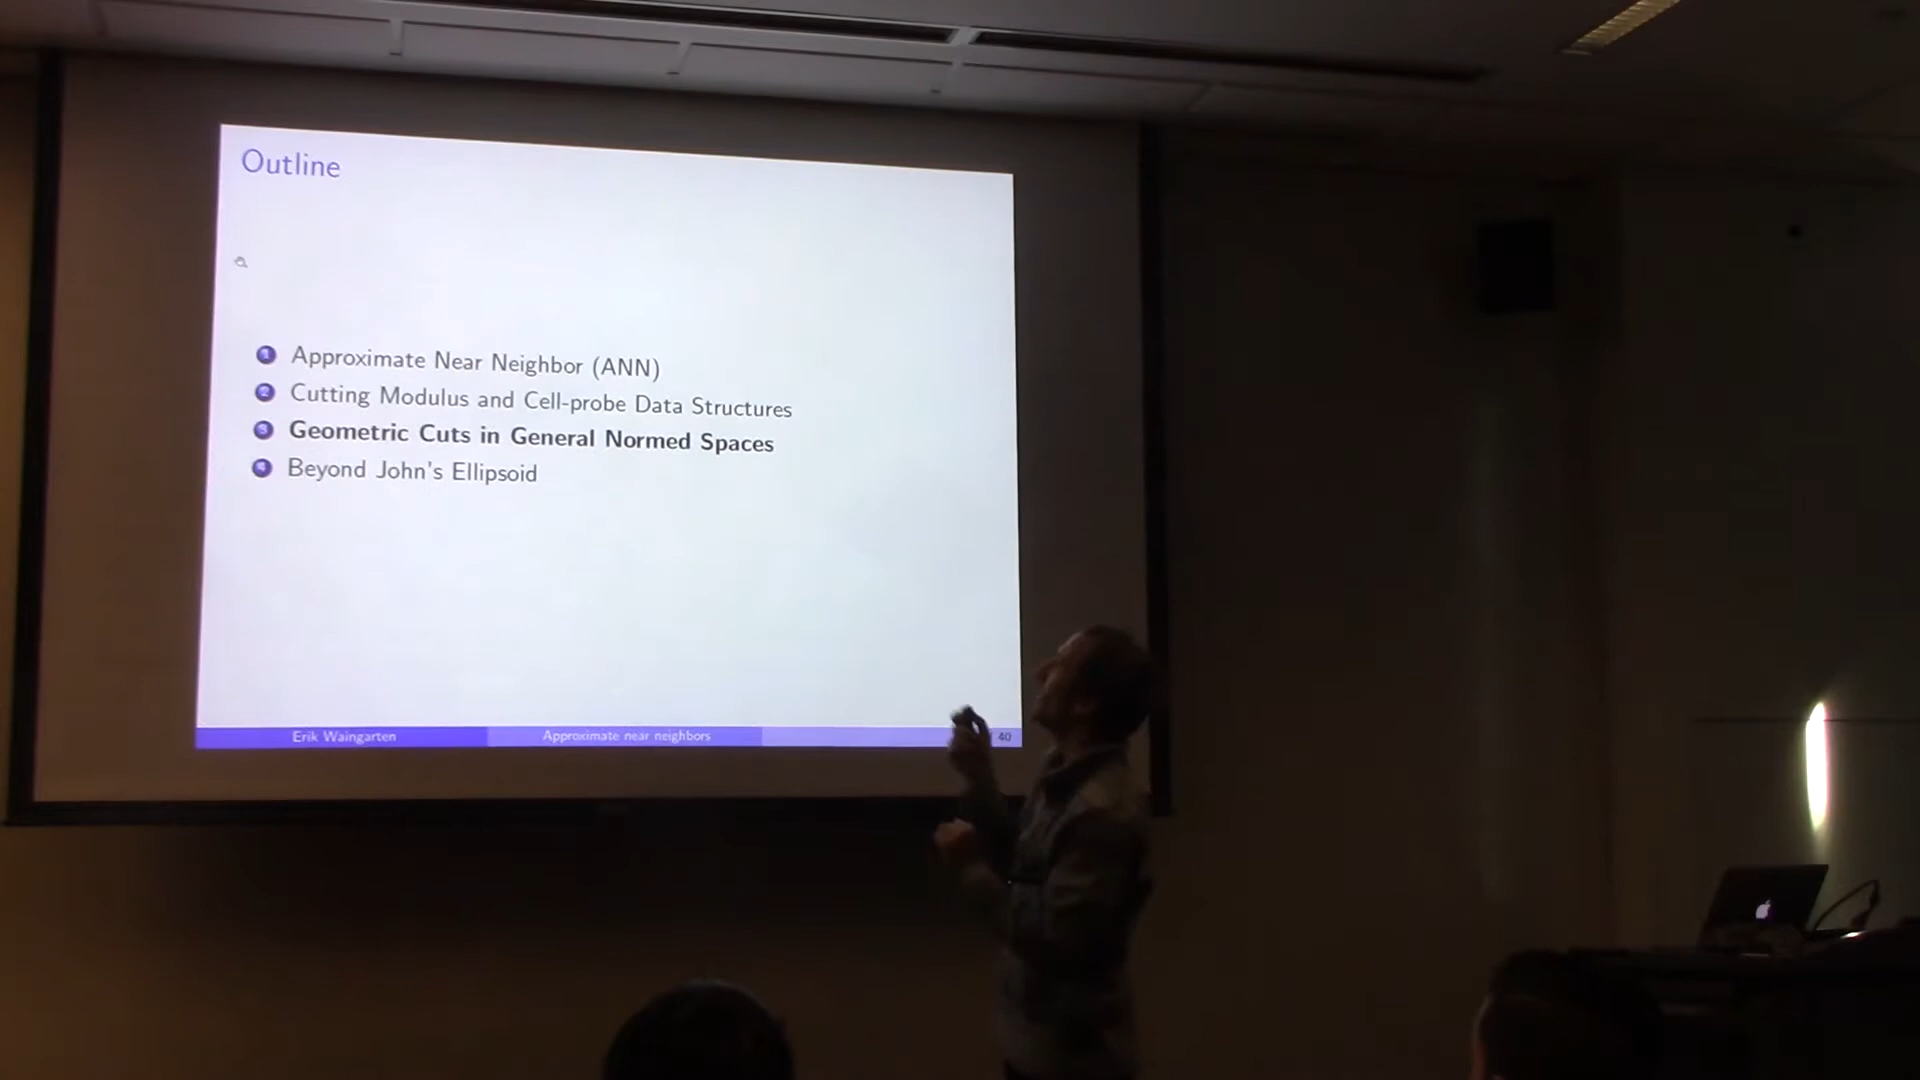 Outline
1 Approximate Near Neighbor (ANN)
2 Cutting Modulus and Cell-probe Data Structures
3 Geometric Cuts in General Normed Spaces
4 Beyond John's Ellipsoid
Erik Waingarten Approximate near neighbors 40